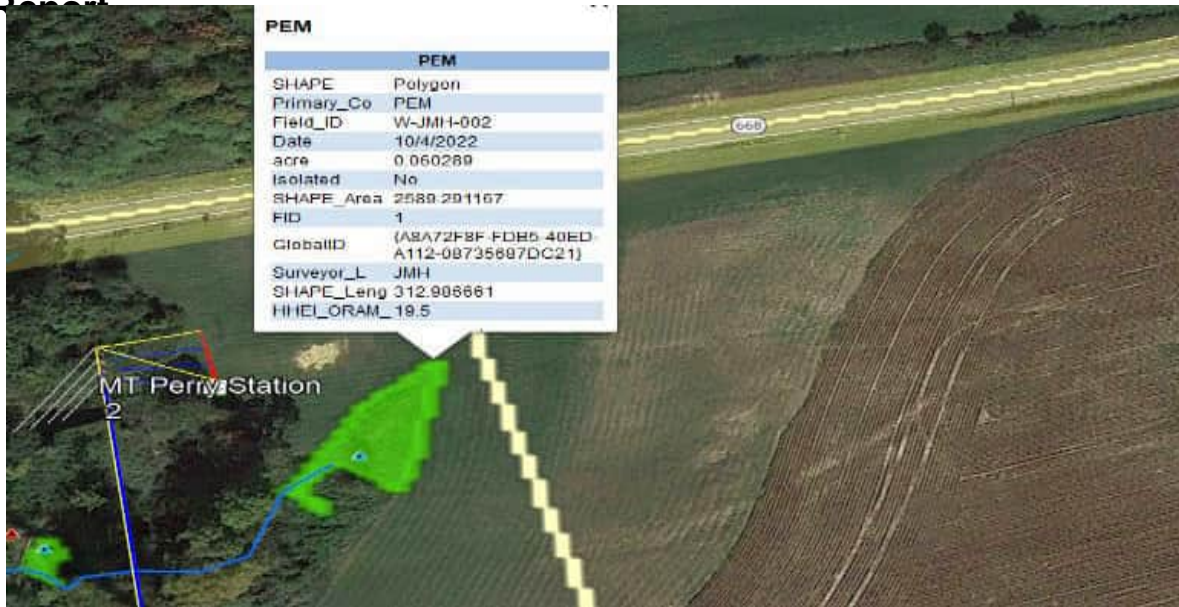 Report
PEM
PEM
SHAPE Polygon
Primary_Co PEM
Field_ID W-JMH-002
Date 10/4/2022
acre 0.060289
Isolated No
SHAPE_Area 2589.291167
FID 1
GlobalID {A8A72F8F-FDB5-40ED-
A112-08735687DC21}
Surveyor_L JMH
SHAPE_Leng 312.986661
HHEI_ORAM_ 19.5
668
MT Perry Station
2